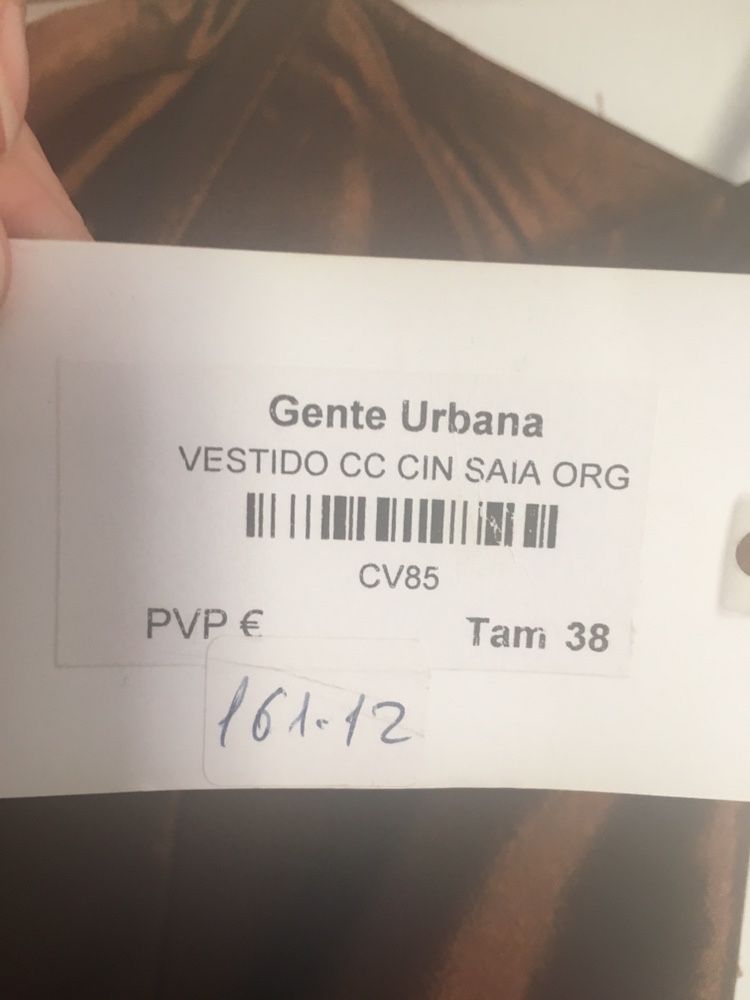 Gente Urbana
VESTIDO CC CIN SAIA ORG
CV85
PVP € Tam 38
161.12